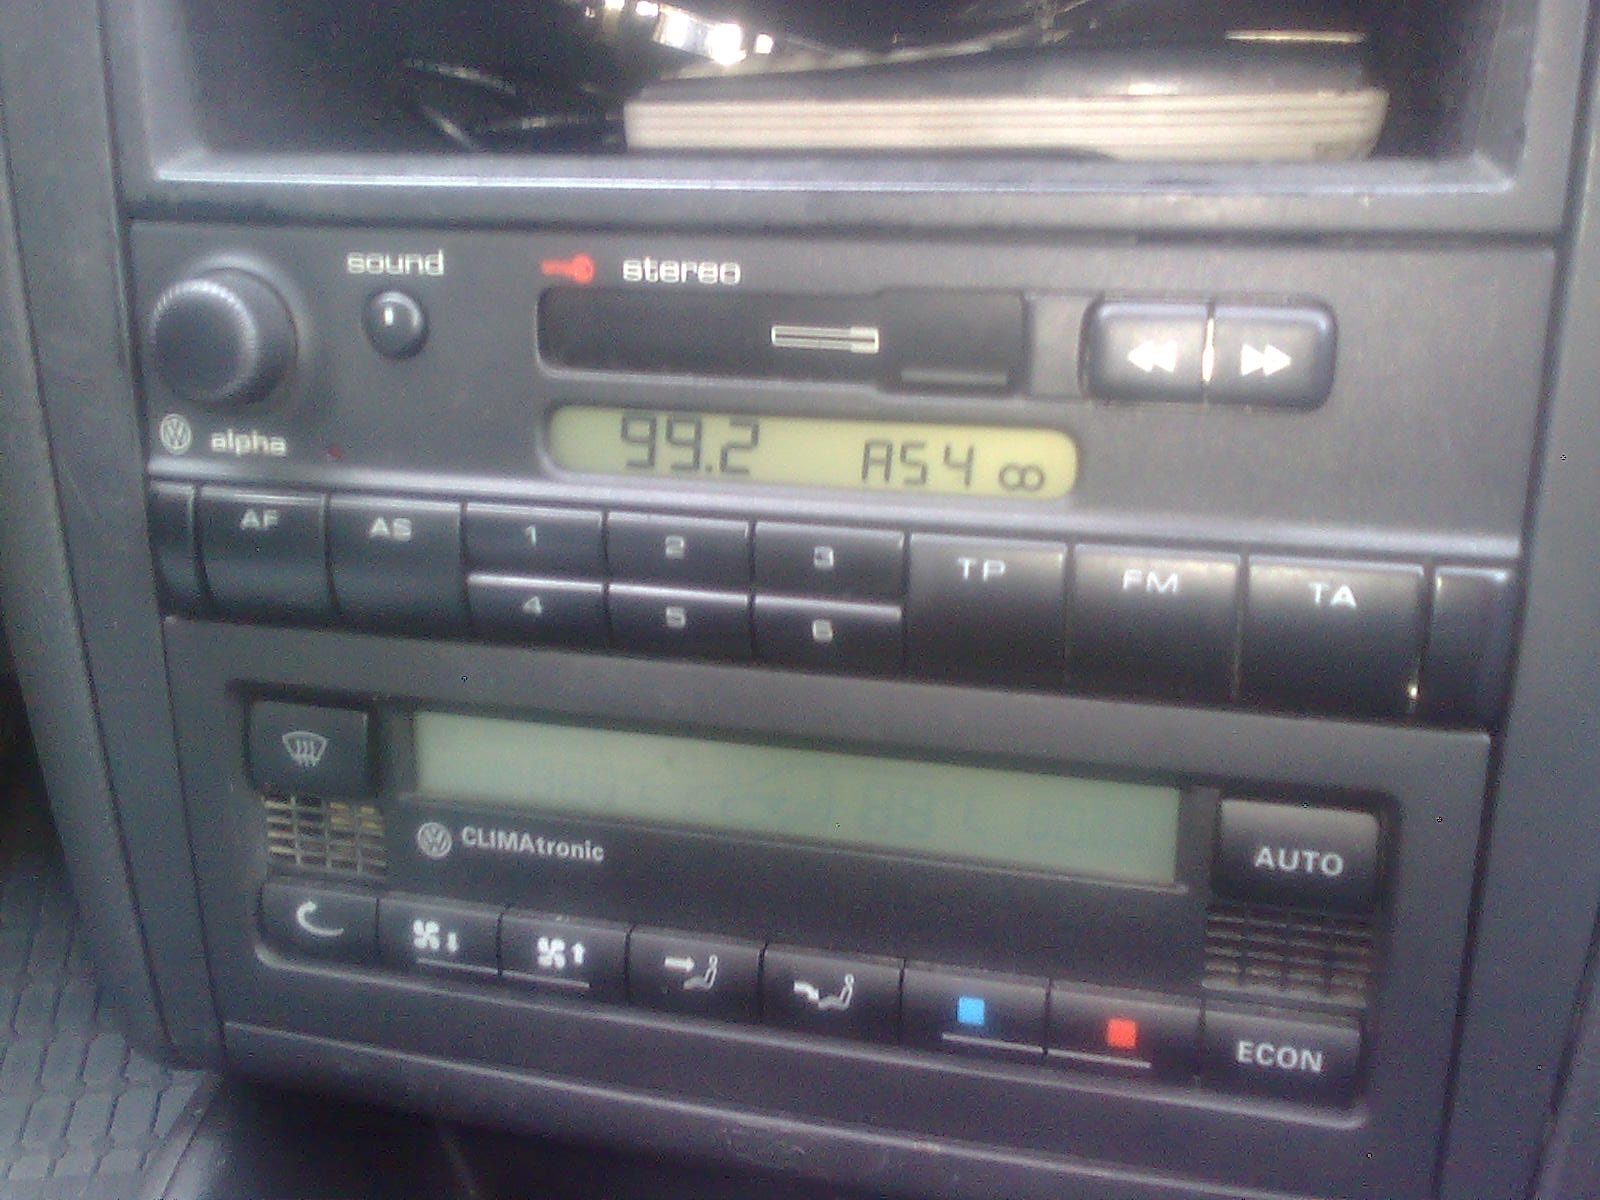 sound
stereo
alpha
99.2 AS4 ∞
AF AS 1 2 3 TP FM TA
4 5 6
CLIMAtronic
AUTO
ECON